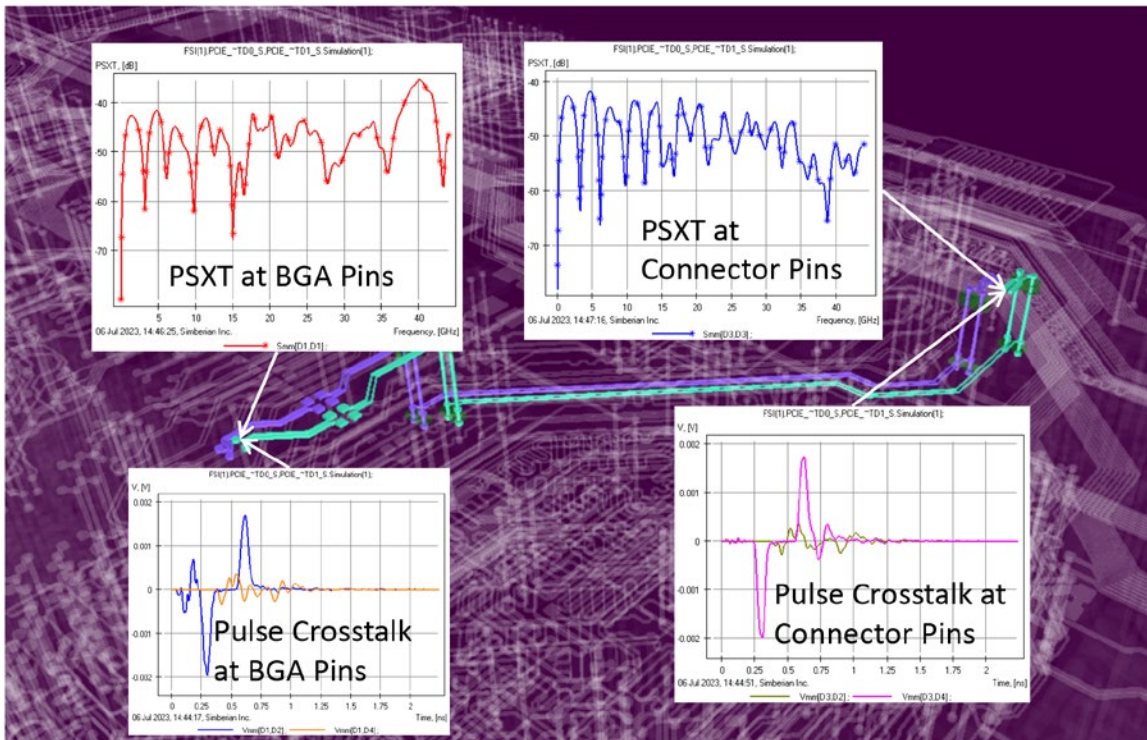 FSI(1).PCIE_~TD0_S,PCIE_~TD1_S.Simulation(1);
PSXT, [dB]
-40
-50
-60
-70
0 5 10 15 20 25 30 35 40
PSXT at BGA Pins
06 Jul 2023, 14:46:25, Simberian Inc.
Frequency, [GHz]
Smm[D1,D1] ;
FSI(1).PCIE_~TD0_S,PCIE_~TD1_S.Simulation(1);
PSXT, [dB]
-40
-50
-60
-70
0 5 10 15 20 25 30 35 40
PSXT at
Connector Pins
06 Jul 2023, 14:47:16, Simberian Inc.
Frequency, [GHz]
Smm[D3,D3] ;
FSI(1).PCIE_~TD0_S,PCIE_~TD1_S.Simulation(1);
V, [V]
0.002
0.001
0
-0.001
-0.002
0 0.25 0.5 0.75 1 1.25 1.5 1.75 2
Pulse Crosstalk
at BGA Pins
06 Jul 2023, 14:44:17, Simberian Inc.
Time, [ns]
Vmm[D1,D2] Vmm[D1,D4] ;
FSI(1).PCIE_~TD0_S,PCIE_~TD1_S.Simulation(1);
V, [V]
0.002
0.001
0
-0.001
-0.002
0 0.25 0.5 0.75 1 1.25 1.5 1.75 2
Pulse Crosstalk at
Connector Pins
06 Jul 2023, 14:44:51, Simberian Inc.
Time, [ns]
Vmm[D3,D2] ; Vmm[D3,D4] ;